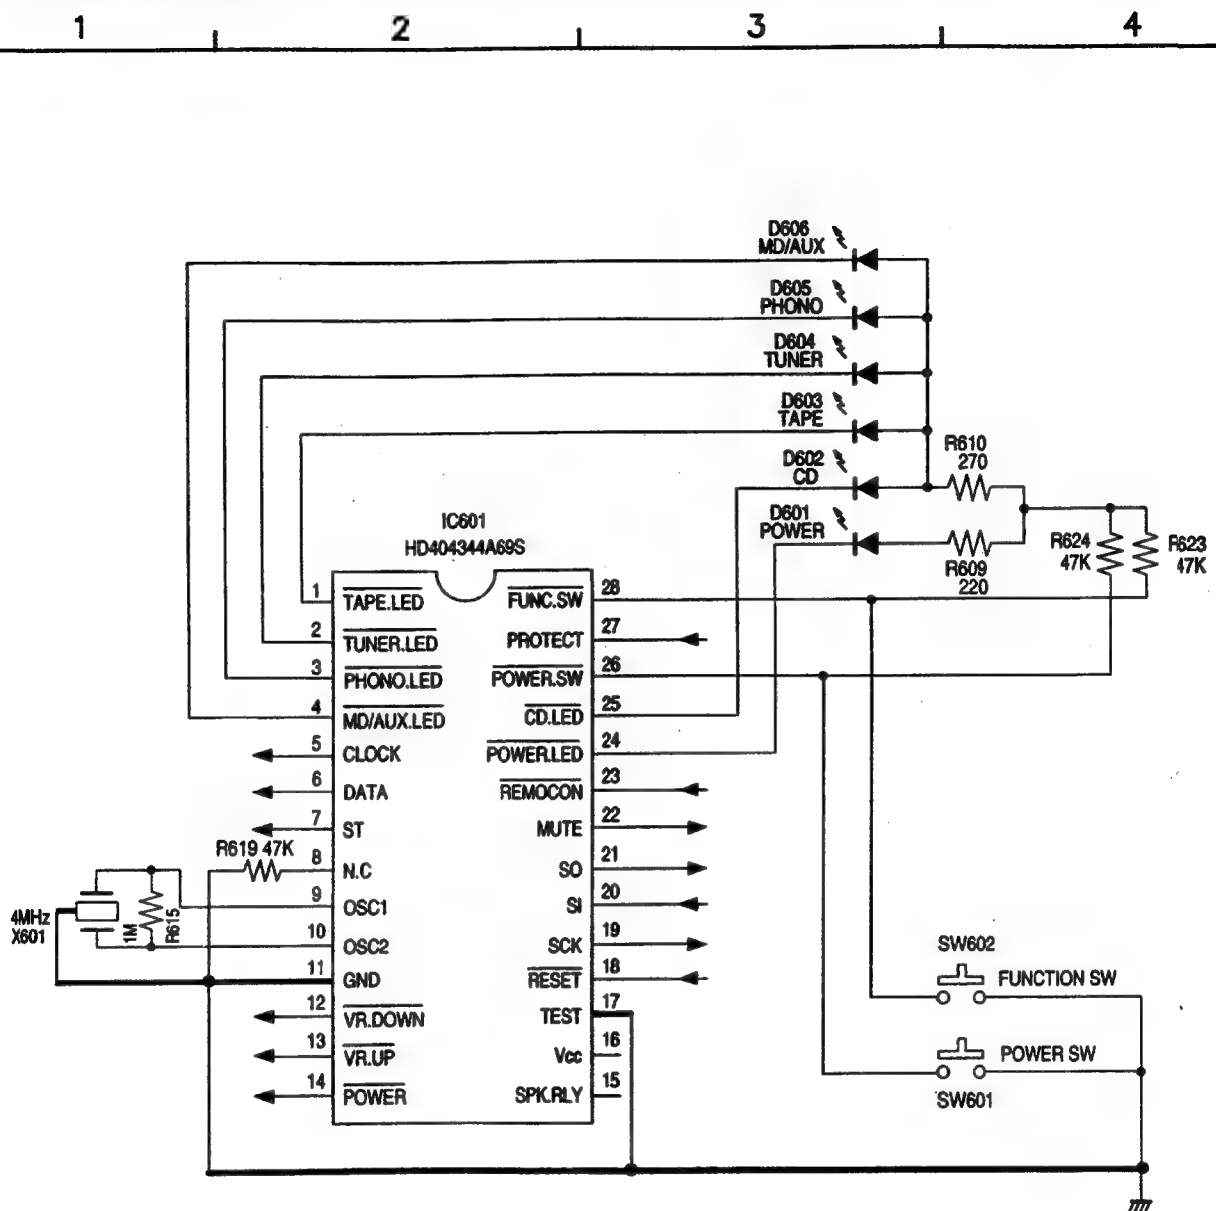 1 2 3 4
D606
MD/AUX
D605
PHONO
D604
TUNER
D603
TAPE
D602
CD
R610
270
D601
POWER
R609
220
R624
47K
R623
47K
IC601
HD404344A69S
1 TAPE.LED
2 TUNER.LED
3 PHONO.LED
4 MD/AUX.LED
5 CLOCK
6 DATA
7 ST
R619 47K
8 N.C
9 OSC1
10 OSC2
11 GND
12 VR.DOWN
13 VR.UP
14 POWER
FUNC.SW 28
PROTECT 27
POWER.SW 26
CD.LED 25
POWER.LED 24
REMOCON 23
MUTE 22
SO 21
SI 20
SCK 19
RESET 18
TEST 17
Vcc 16
SPK.RLY 15
4MHz
X601
1M
R615
SW602
FUNCTION SW
POWER SW
SW601